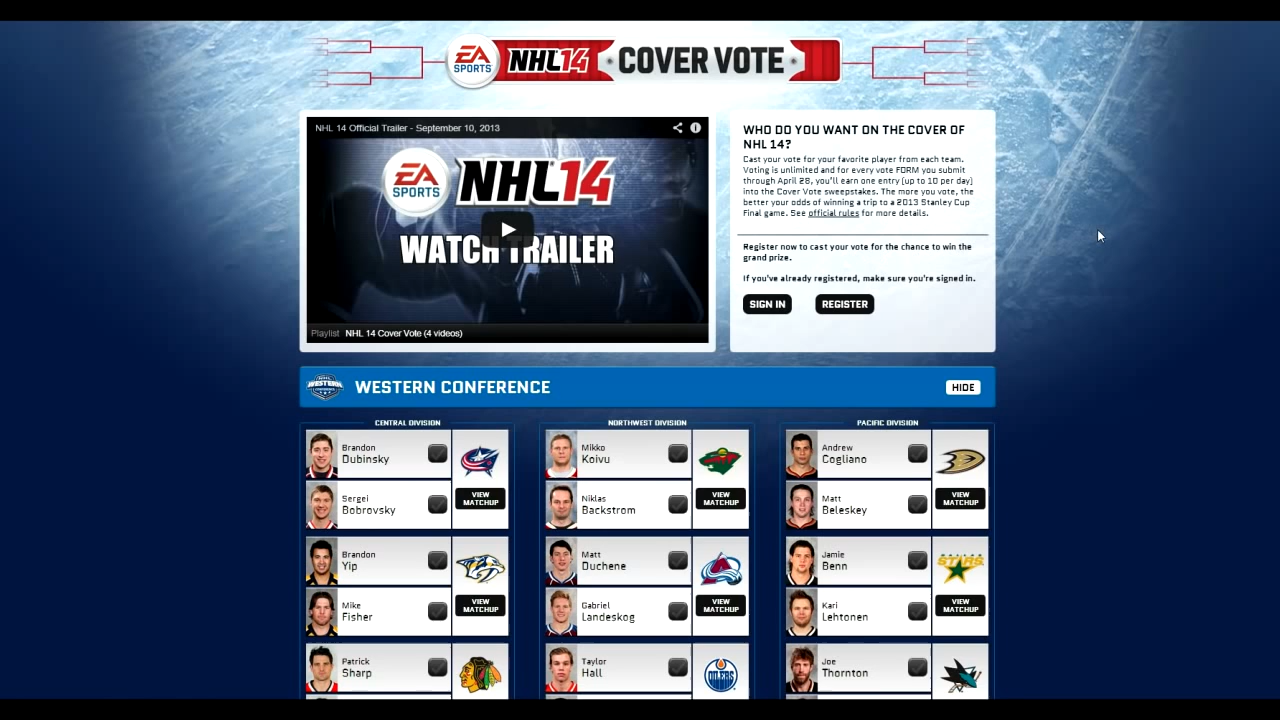 EA SPORTS NHL14 COVER VOTE
NHL 14 Official Trailer - September 10, 2013
EA SPORTS NHL14
WATCH TRAILER
Playlist NHL 14 Cover Vote (4 videos)
WHO DO YOU WANT ON THE COVER OF
NHL 14?
Cast your vote for your favorite player from each team.
Voting is unlimited and for every vote FORM you submit
through April 28, you'll earn one entry (up to 10 per day)
into the Cover Vote sweepstakes. The more you vote, the
better your odds of winning a trip to a 2013 Stanley Cup
Final game. See official rules for more details.
Register now to cast your vote for the chance to win the
grand prize.
If you've already registered, make sure you're signed in.
SIGN IN REGISTER
WESTERN
WESTERN CONFERENCE
HIDE
CENTRAL DIVISION
Brandon
Dubinsky
Sergei
Bobrovsky
VIEW
MATCHUP
Brandon
Yip
Mike
Fisher
VIEW
MATCHUP
Patrick
Sharp
NORTHWEST DIVISION
Mikko
Koivu
Niklas
Backstrom
VIEW
MATCHUP
Matt
Duchene
Gabriel
Landeskog
VIEW
MATCHUP
Taylor
Hall
OILERS
PACIFIC DIVISION
Andrew
Cogliano
Matt
Beleskey
VIEW
MATCHUP
Jamie
Benn
Kari
Lehtonen
DALLAS
STARS
VIEW
MATCHUP
Joe
Thornton